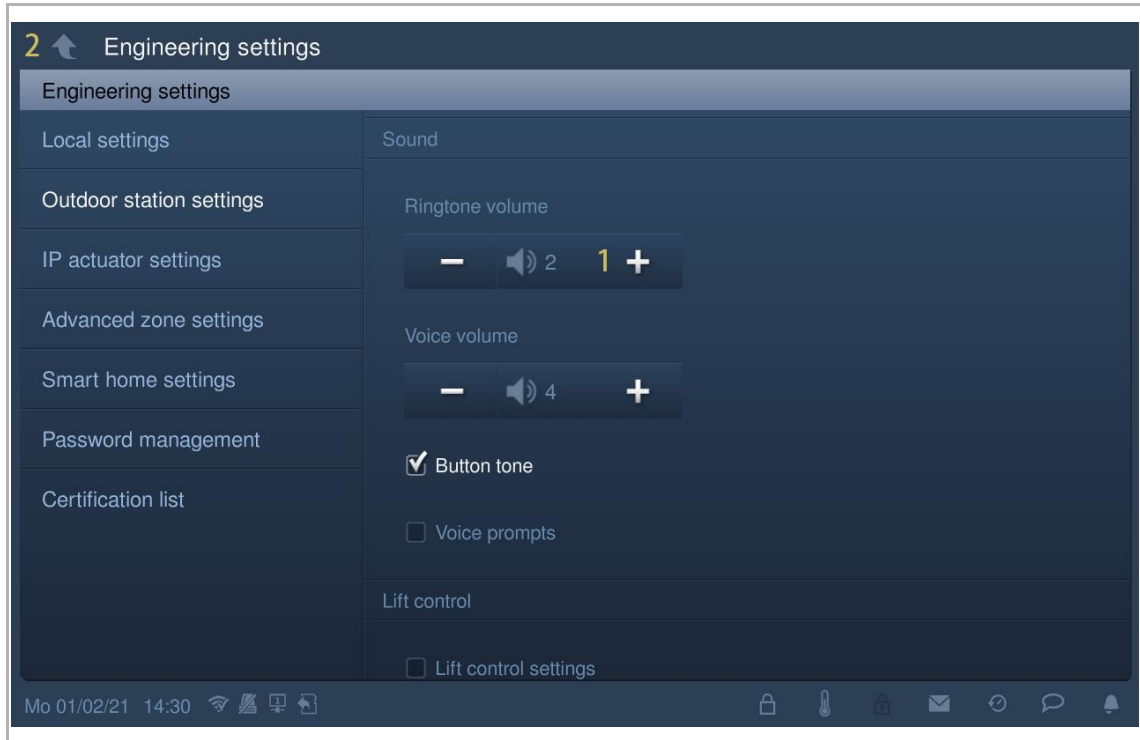 2 Engineering settings
Engineering settings
Local settings
Outdoor station settings
IP actuator settings
Advanced zone settings
Smart home settings
Password management
Certification list
Sound
Ringtone volume
2 1
Voice volume
4
Button tone
Voice prompts
Lift control
Lift control settings
Mo 01/02/21 14:30